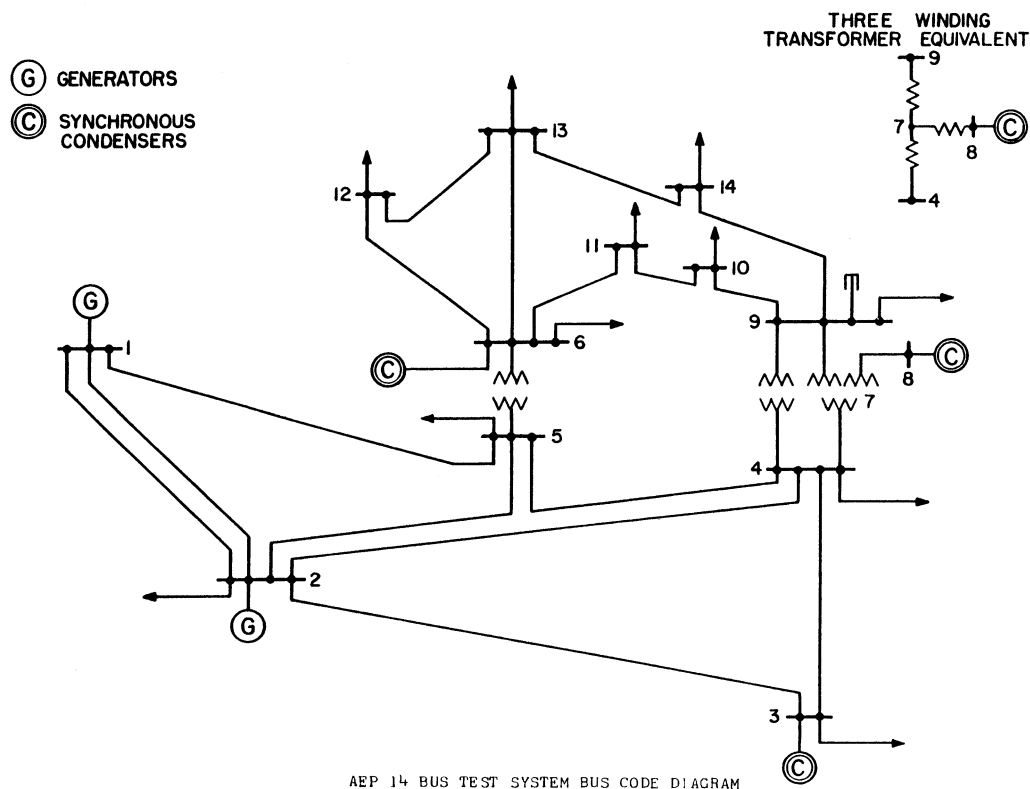 THREE WINDING
TRANSFORMER EQUIVALENT
9
7
C
8
4
G GENERATORS
C SYNCHRONOUS
CONDENSERS
13
12
14
11
10
G
1
9
6
C
C
8
7
5
4
2
G
3
C
AEP 14 BUS TEST SYSTEM BUS CODE DIAGRAM